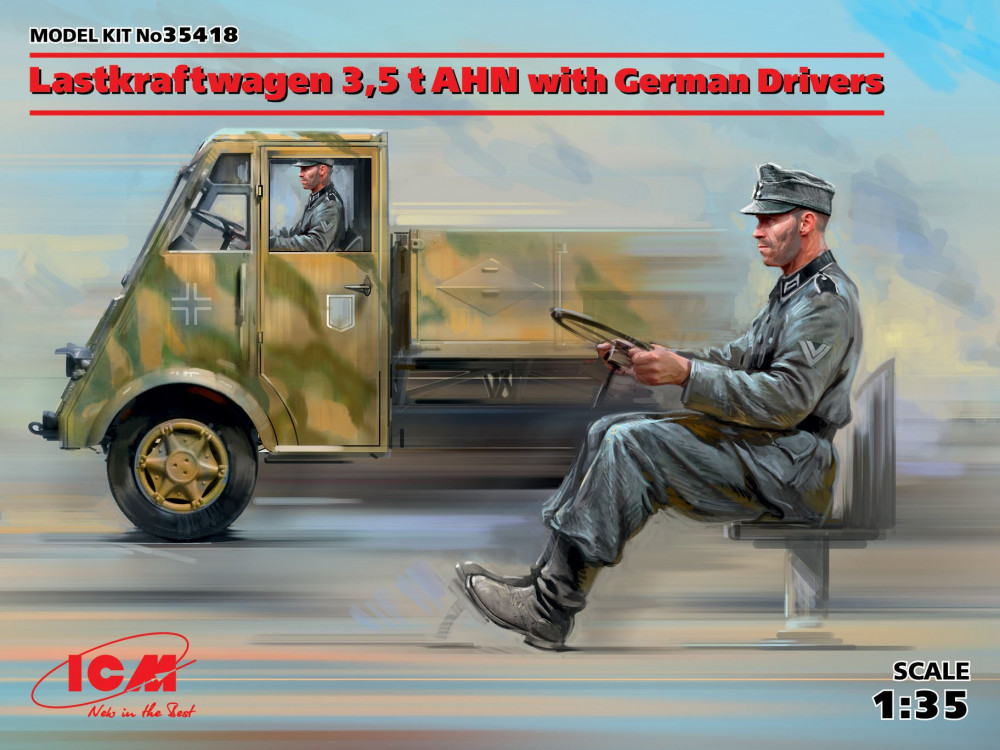 MODEL KIT No35418
Lastkraftwagen 3,5 t AHN with German Drivers
ICM
New in the Best
SCALE
1:35